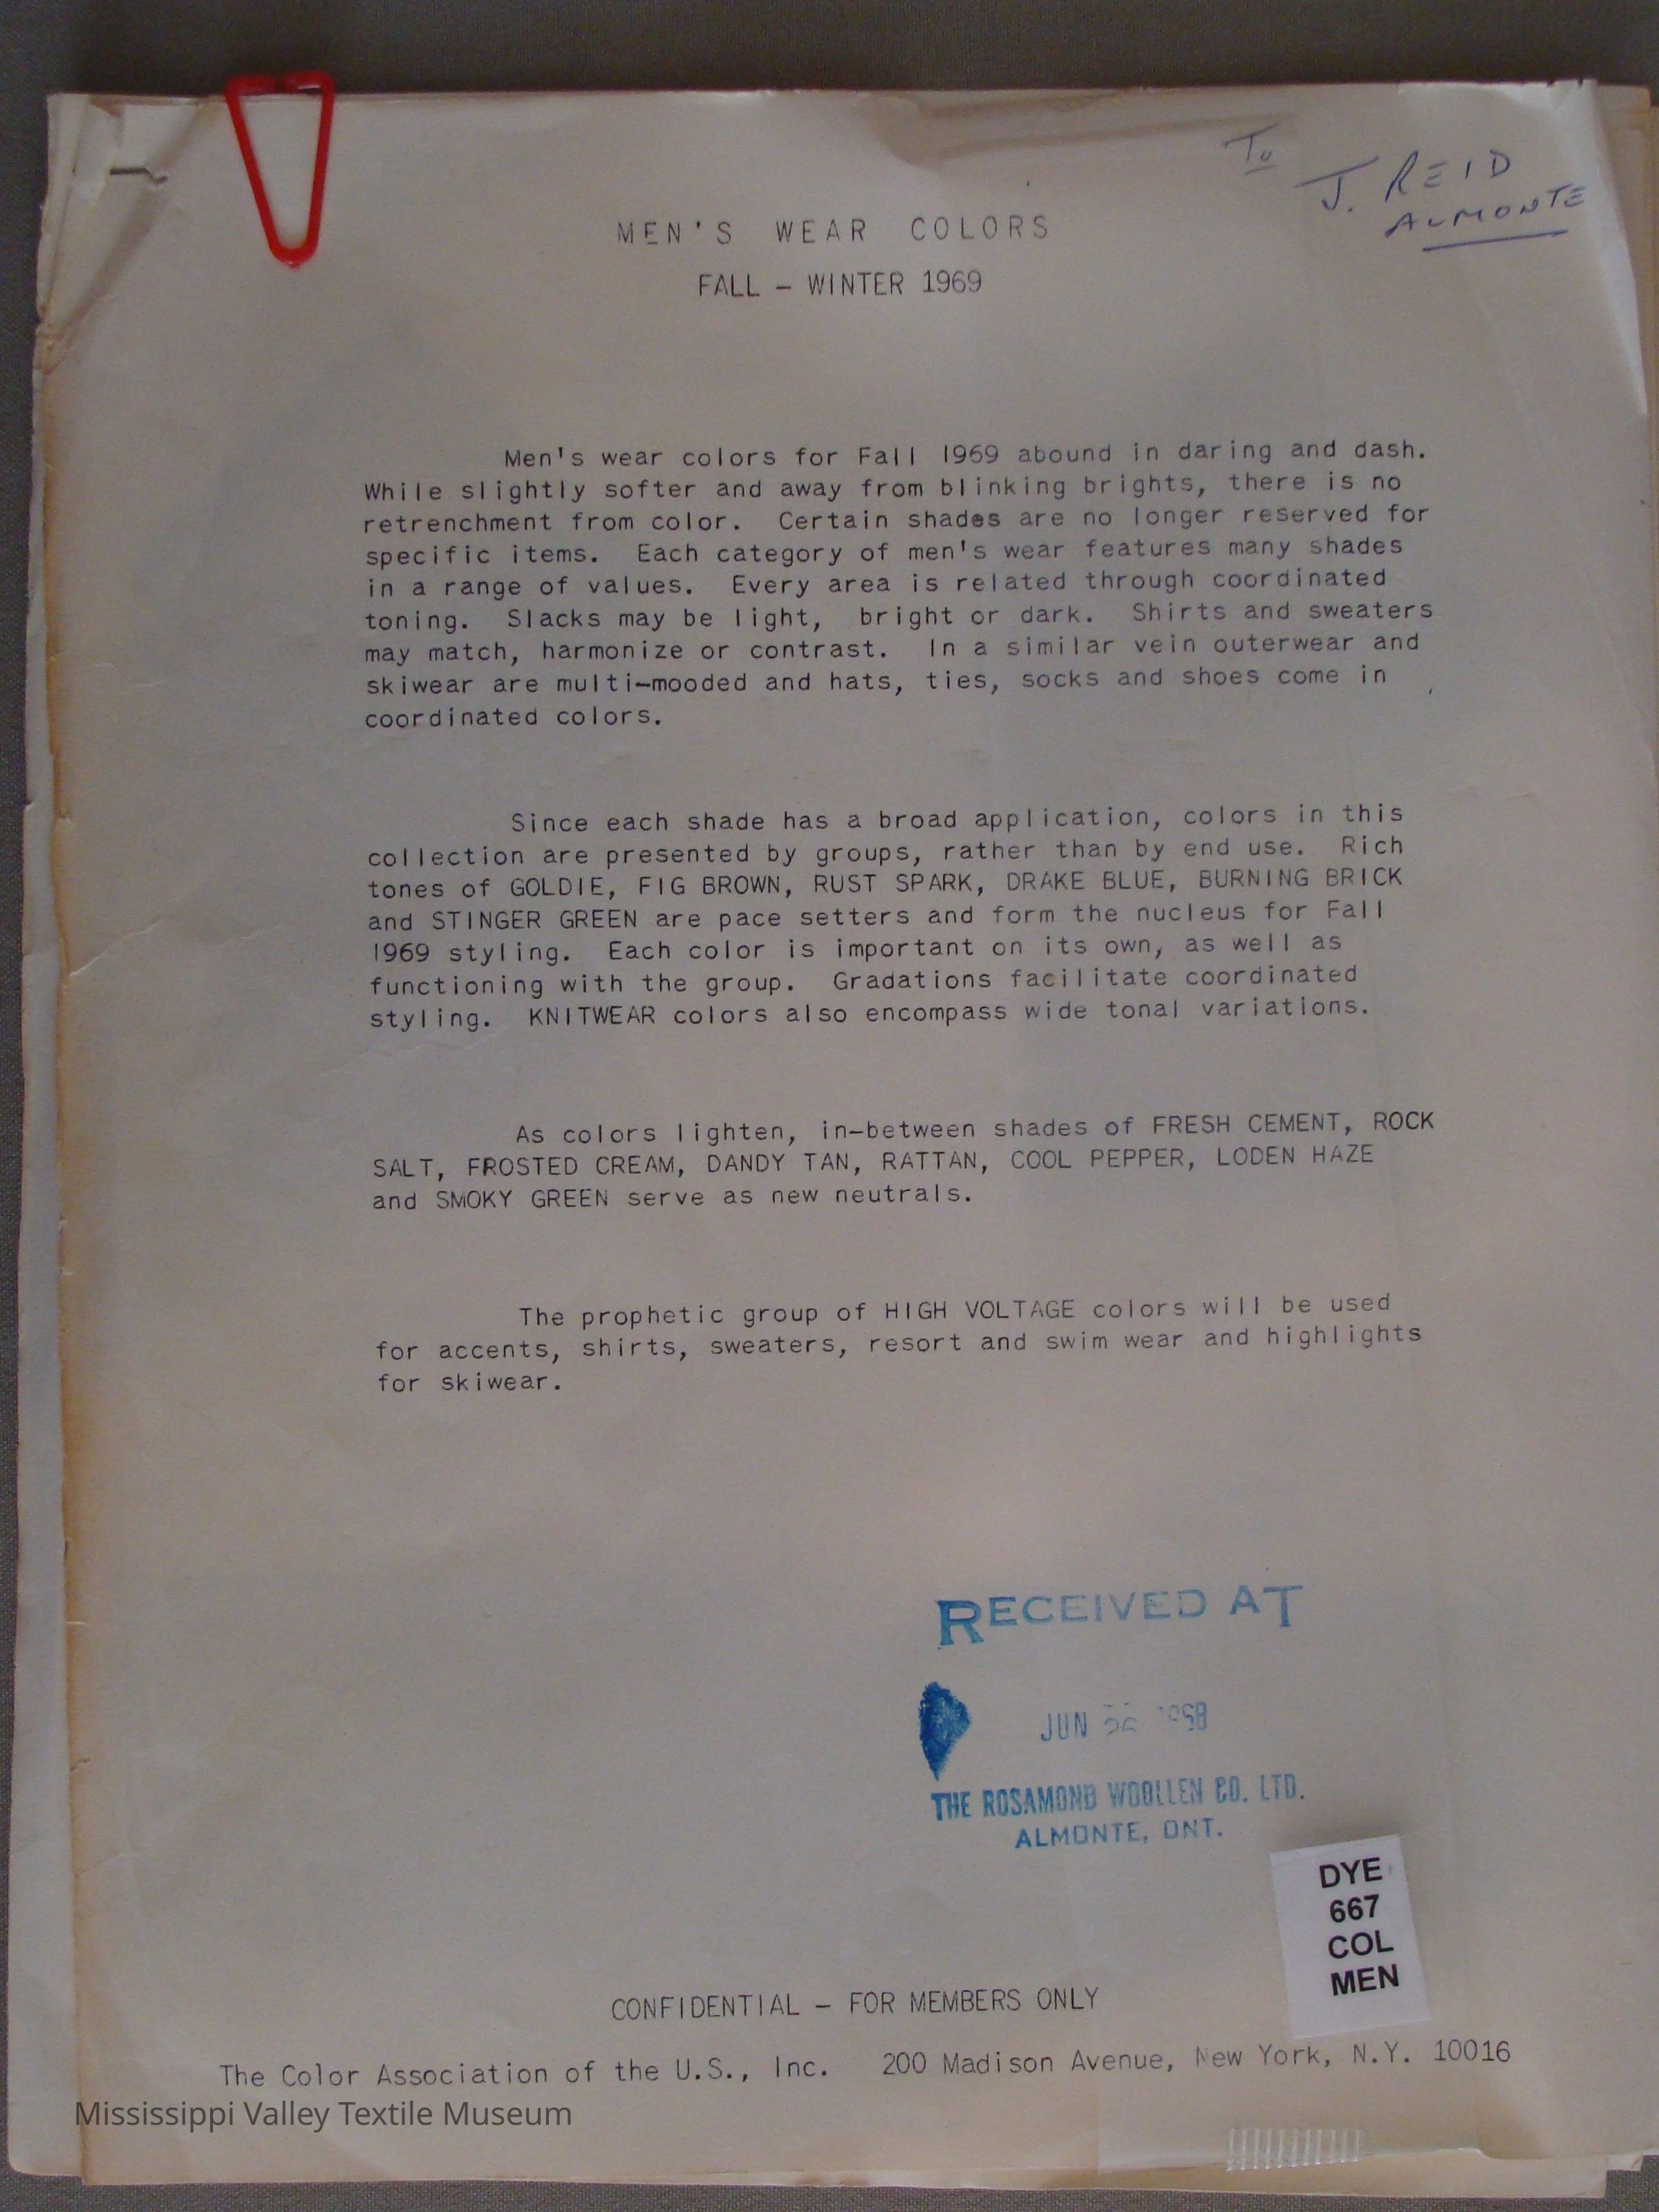 To
J. REID
ALMONTE
MEN'S WEAR COLORS
FALL – WINTER 1969
Men's wear colors for Fall 1969 abound in daring and dash.
While slightly softer and away from blinking brights, there is no
retrenchment from color. Certain shades are no longer reserved for
specific items. Each category of men's wear features many shades
in a range of values. Every area is related through coordinated
toning. Slacks may be light, bright or dark. Shirts and sweaters
may match, harmonize or contrast. In a similar vein outerwear and
skiwear are multi–mooded and hats, ties, socks and shoes come in
coordinated colors.
Since each shade has a broad application, colors in this
collection are presented by groups, rather than by end use. Rich
tones of GOLDIE, FIG BROWN, RUST SPARK, DRAKE BLUE, BURNING BRICK
and STINGER GREEN are pace setters and form the nucleus for Fall
1969 styling. Each color is important on its own, as well as
functioning with the group. Gradations facilitate coordinated
styling. KNITWEAR colors also encompass wide tonal variations.
As colors lighten, in–between shades of FRESH CEMENT, ROCK
SALT, FROSTED CREAM, DANDY TAN, RATTAN, COOL PEPPER, LODEN HAZE
and SMOKY GREEN serve as new neutrals.
The prophetic group of HIGH VOLTAGE colors will be used
for accents, shirts, sweaters, resort and swim wear and highlights
for skiwear.
RECEIVED AT
JUN 1968
THE ROSAMOND WOOLLEN CO. LTD.
ALMONTE, ONT.
DYE
667
COL
MEN
CONFIDENTIAL – FOR MEMBERS ONLY
The Color Association of the U.S., Inc. 200 Madison Avenue, New York, N.Y. 10016
Mississippi Valley Textile Museum